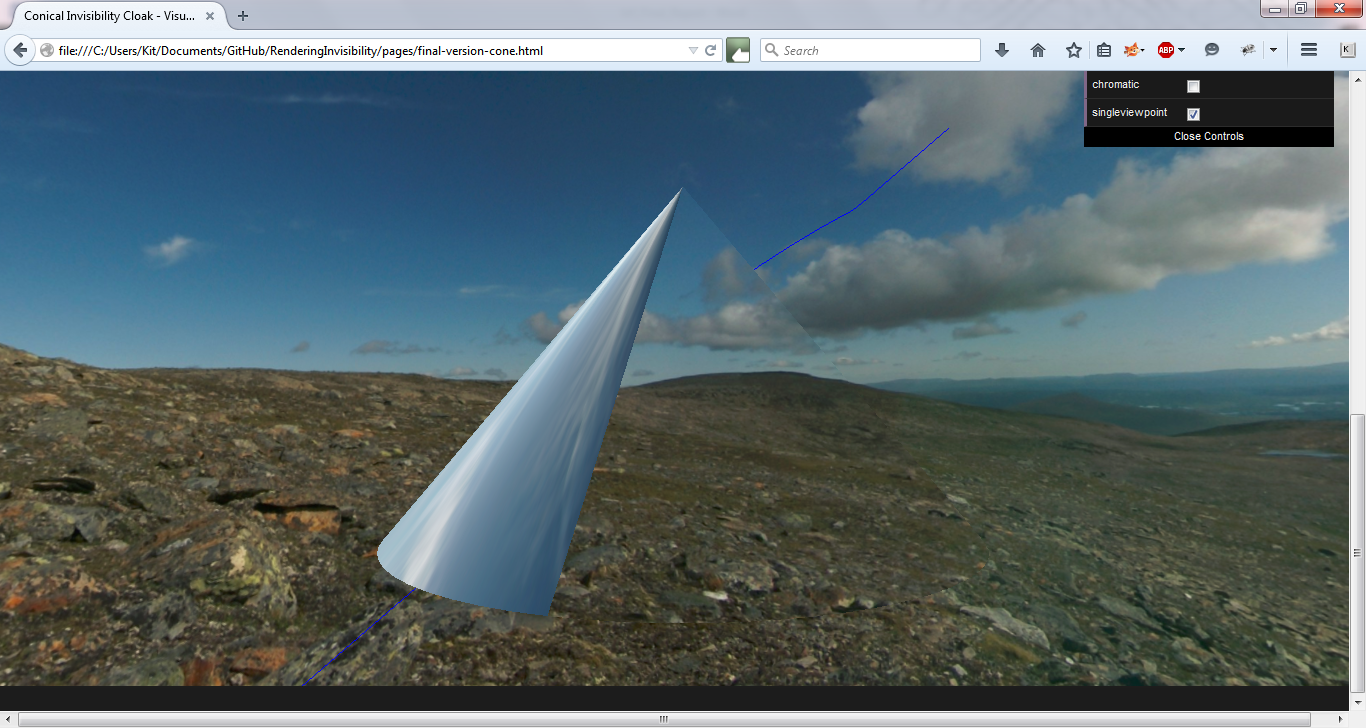 Conical Invisibility Cloak - Visu...
file:///C:/Users/Kit/Documents/GitHub/RenderingInvisibility/pages/final-version-cone.html
Search
ABP
K
chromatic
singleviewpoint
Close Controls